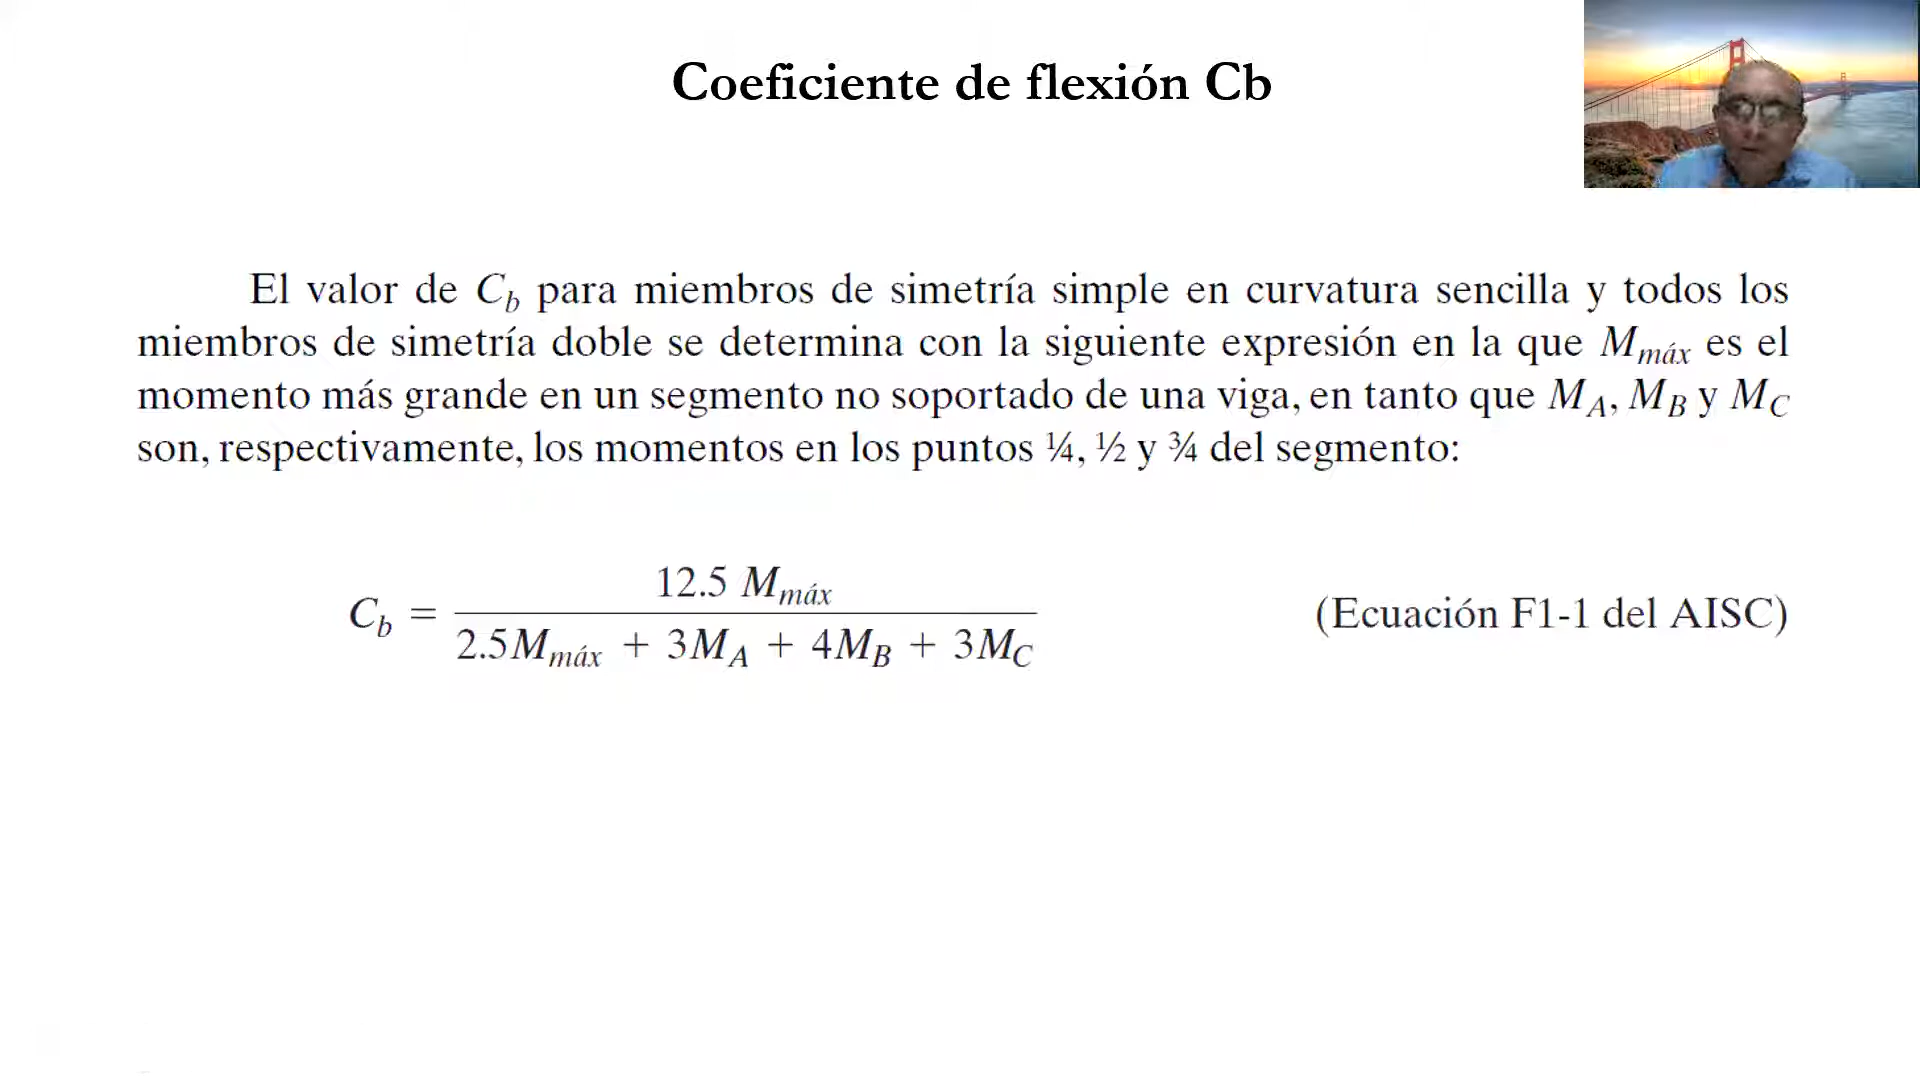 Coeficiente de flexión Cb
El valor de C_b para miembros de simetría simple en curvatura sencilla y todos los
miembros de simetría doble se determina con la siguiente expresión en la que M_máx es el
momento más grande en un segmento no soportado de una viga, en tanto que M_A, M_B y M_C
son, respectivamente, los momentos en los puntos ¼, ½ y ¾ del segmento:
C_b = 12.5 M_máx / 2.5M_máx + 3M_A + 4M_B + 3M_C (Ecuación F1-1 del AISC)